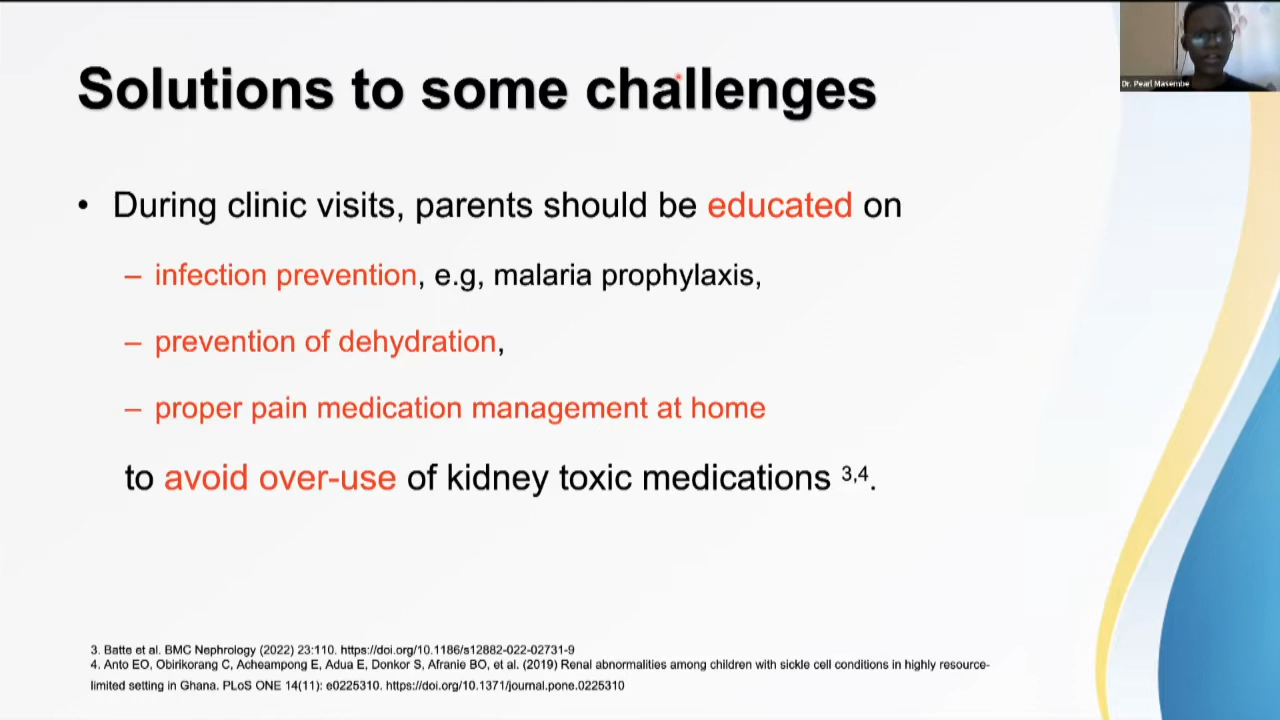 Solutions to some challenges
Dr. Pearl Masembe
• During clinic visits, parents should be educated on
– infection prevention, e.g, malaria prophylaxis,
– prevention of dehydration,
– proper pain medication management at home
to avoid over-use of kidney toxic medications 3,4.
3. Batte et al. BMC Nephrology (2022) 23:110. https://doi.org/10.1186/s12882-022-02731-9
4. Anto EO, Obirikorang C, Acheampong E, Adua E, Donkor S, Afranie BO, et al. (2019) Renal abnormalities among children with sickle cell conditions in highly resource-
limited setting in Ghana. PLoS ONE 14(11): e0225310. https://doi.org/10.1371/journal.pone.0225310